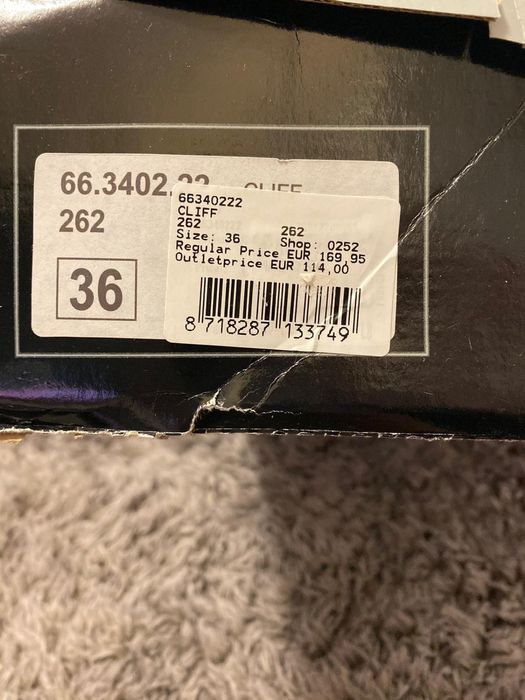 66.3402.22 CLIFF
262
36
66340222
CLIFF
262 262
Size: 36 Shop: 0252
Regular Price EUR 169,95
Outletprice EUR 114,00
8 718287 133749